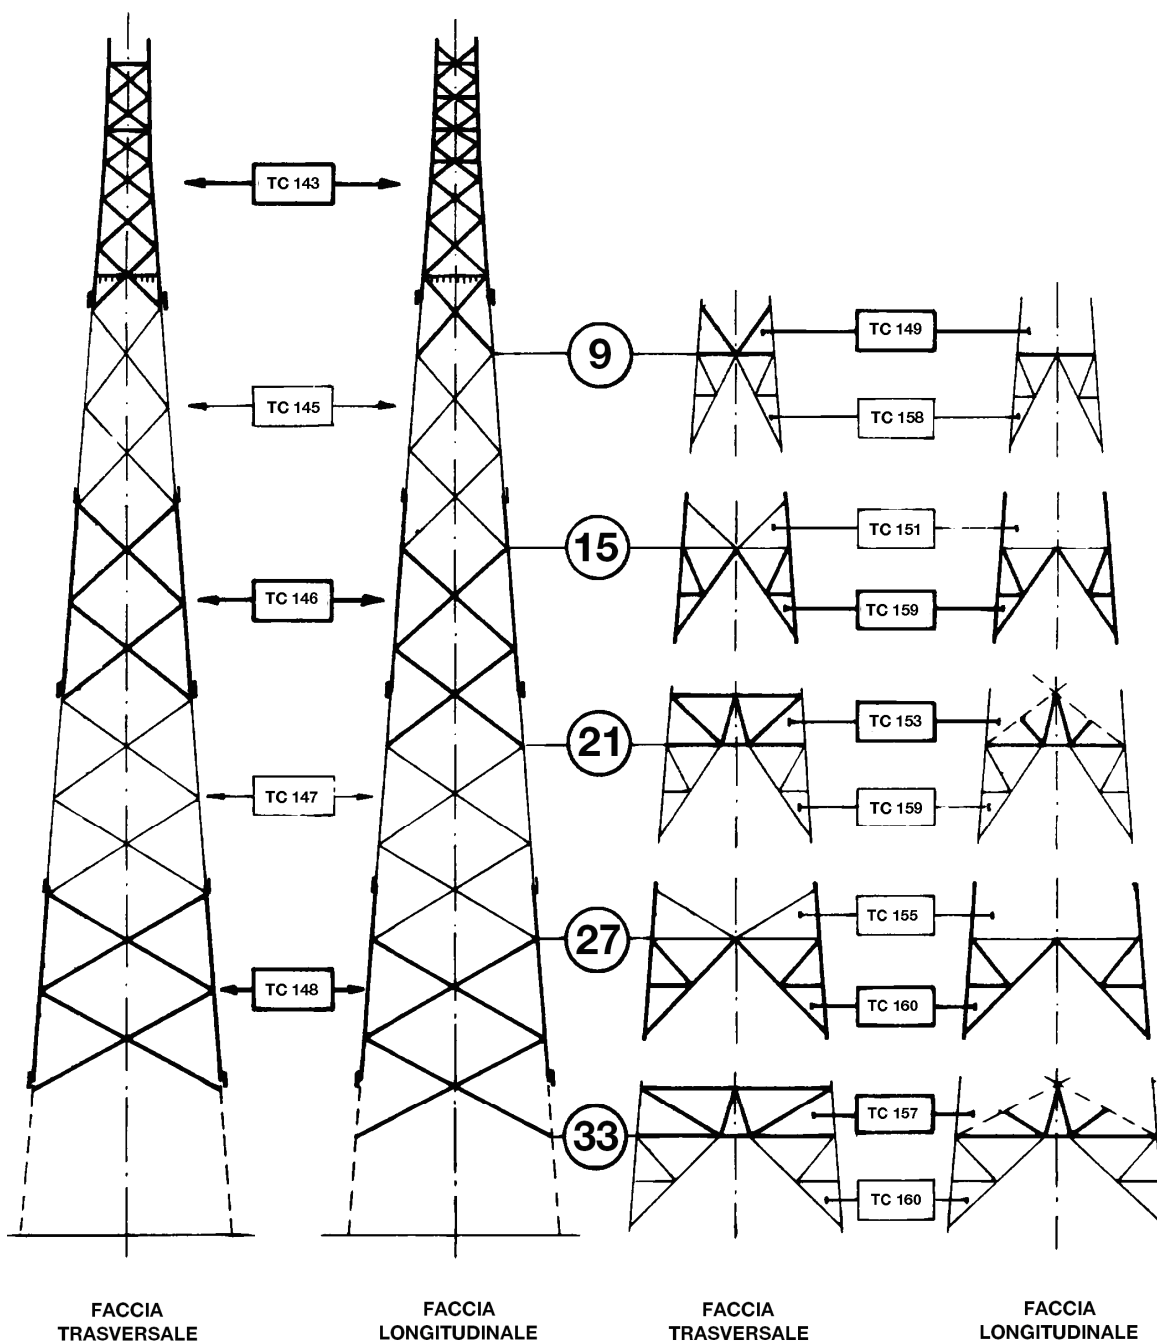 TC 143
9
TC 149
TC 145
TC 158
15
TC 151
TC 146
TC 159
21
TC 153
TC 147
TC 159
27
TC 155
TC 148
TC 160
33
TC 157
TC 160
FACCIA
TRASVERSALE
FACCIA
LONGITUDINALE
FACCIA
TRASVERSALE
FACCIA
LONGITUDINALE